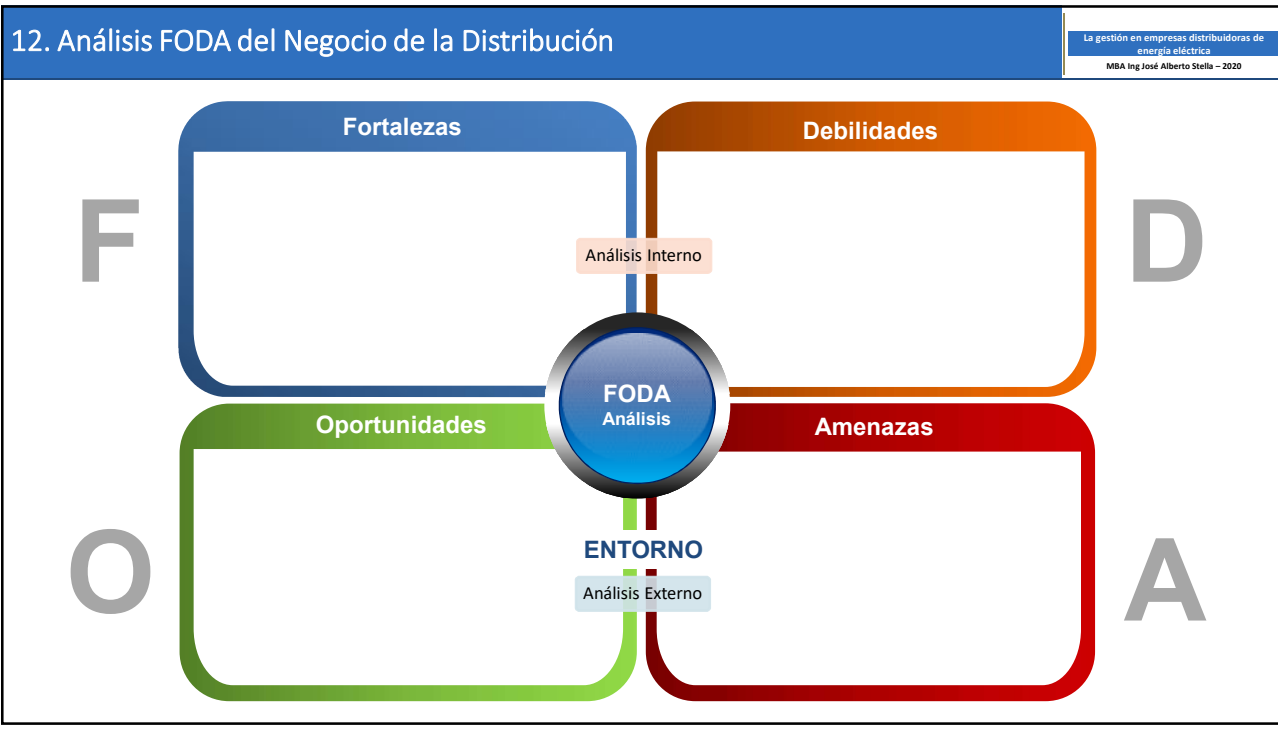 12. Análisis FODA del Negocio de la Distribución
La gestión en empresas distribuidoras de
energía eléctrica
MBA Ing José Alberto Stella – 2020
Fortalezas
Debilidades
F
D
Análisis Interno
FODA
Análisis
Oportunidades
Amenazas
O
A
ENTORNO
Análisis Externo